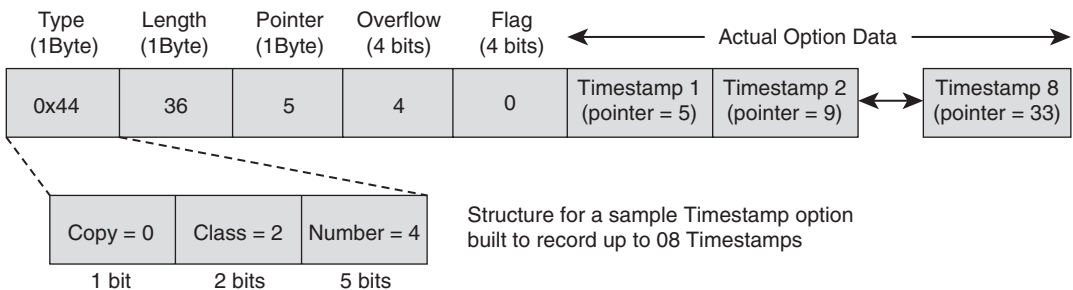 Type Length Pointer Overflow Flag
(1Byte) (1Byte) (1Byte) (4 bits) (4 bits) Actual Option Data
0x44 36 5 4 0 Timestamp 1 Timestamp 2 Timestamp 8
(pointer = 5) (pointer = 9) (pointer = 33)
Copy = 0 Class = 2 Number = 4
1 bit 2 bits 5 bits
Structure for a sample Timestamp option
built to record up to 08 Timestamps